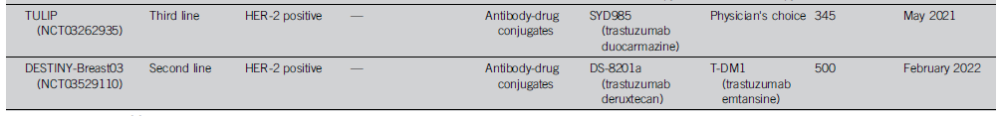 TULIP Third line HER-2 positive — Antibody-drug SYD985 Physician's choice 345 May 2021
(NCT03262935) conjugates (trastuzumab
duocarmazine)
DESTINY-Breast03 Second line HER-2 positive — Antibody-drug DS-8201a T-DM1 500 February 2022
(NCT03529110) conjugates (trastuzumab (trastuzumab
deruxtecan) emtansine)